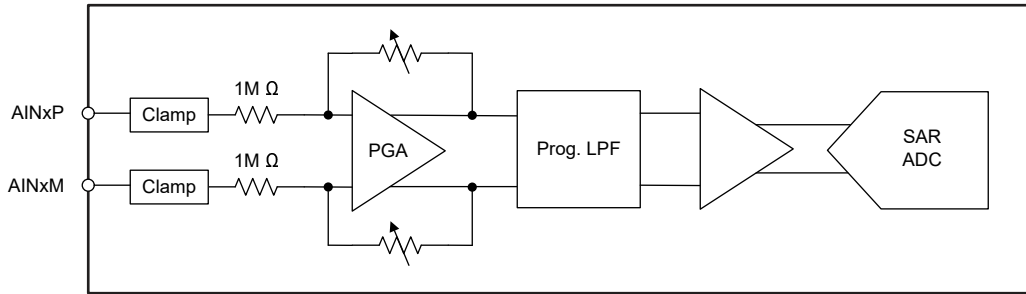 1M Ω
AINxP
Clamp
PGA
Prog. LPF
SAR
ADC
1M Ω
AINxM
Clamp